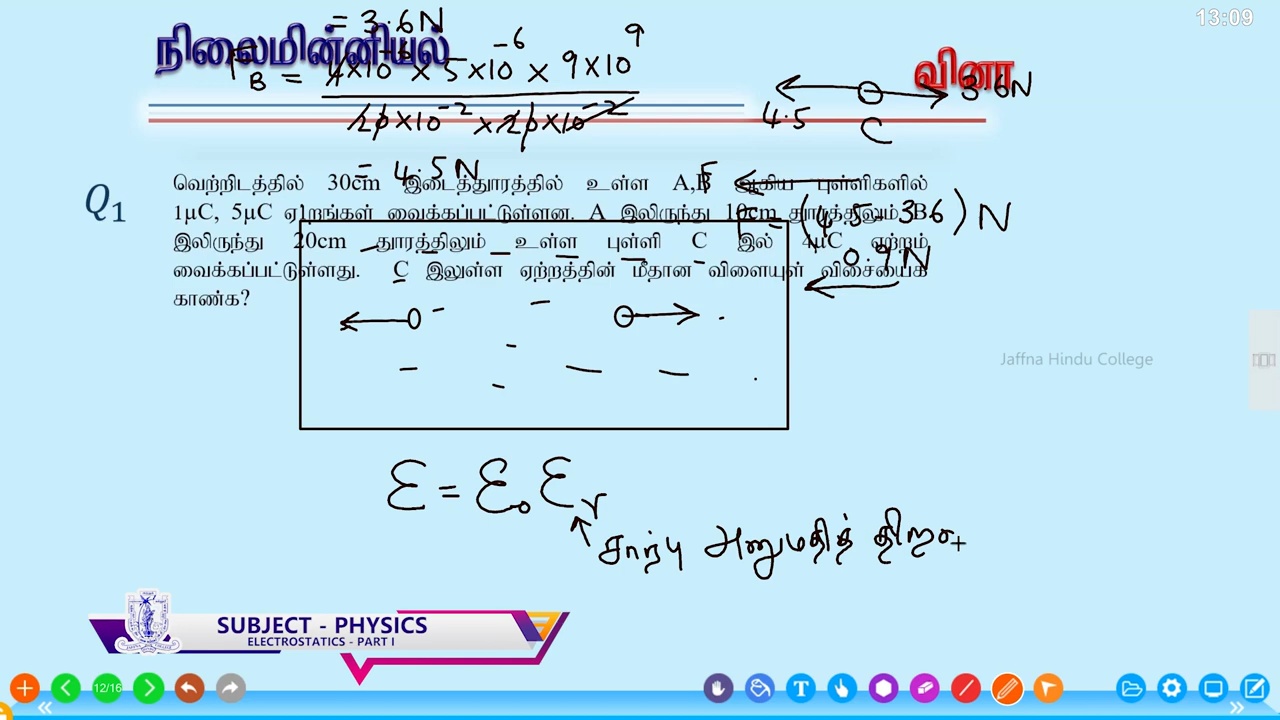 13:09
= 3.6N
நிலைமின்னியல்
வினா
F_B = 4×10^-6 × 5×10^-6 × 9×10^9
20×10^-2 × 20×10^-2
= 4.5N
4.5 C 3.6N
Q1
வெற்றிடத்தில் 30cm இடைத்தூரத்தில் உள்ள A,B ஆகிய புள்ளிகளில்
1μC, 5μC ஏ1றங்கள் வைக்கப்பட்டுள்ளன. A இலிருந்து 10cm தூரத்திலும் B
இலிருந்து 20cm தூரத்திலும் உள்ள புள்ளி C இல் 4μC ஏற்றம்
வைக்கப்பட்டுள்ளது. C இலுள்ள ஏற்றத்தின் மீதான விளையுள் விசையைக்
காண்க?
F
F = (4.5 - 3.6) N
0.9N
Jaffna Hindu College
ε = ε₀ εr
சார்பு அனுமதித் திற
SUBJECT - PHYSICS
ELECTROSTATICS - PART I
12/16